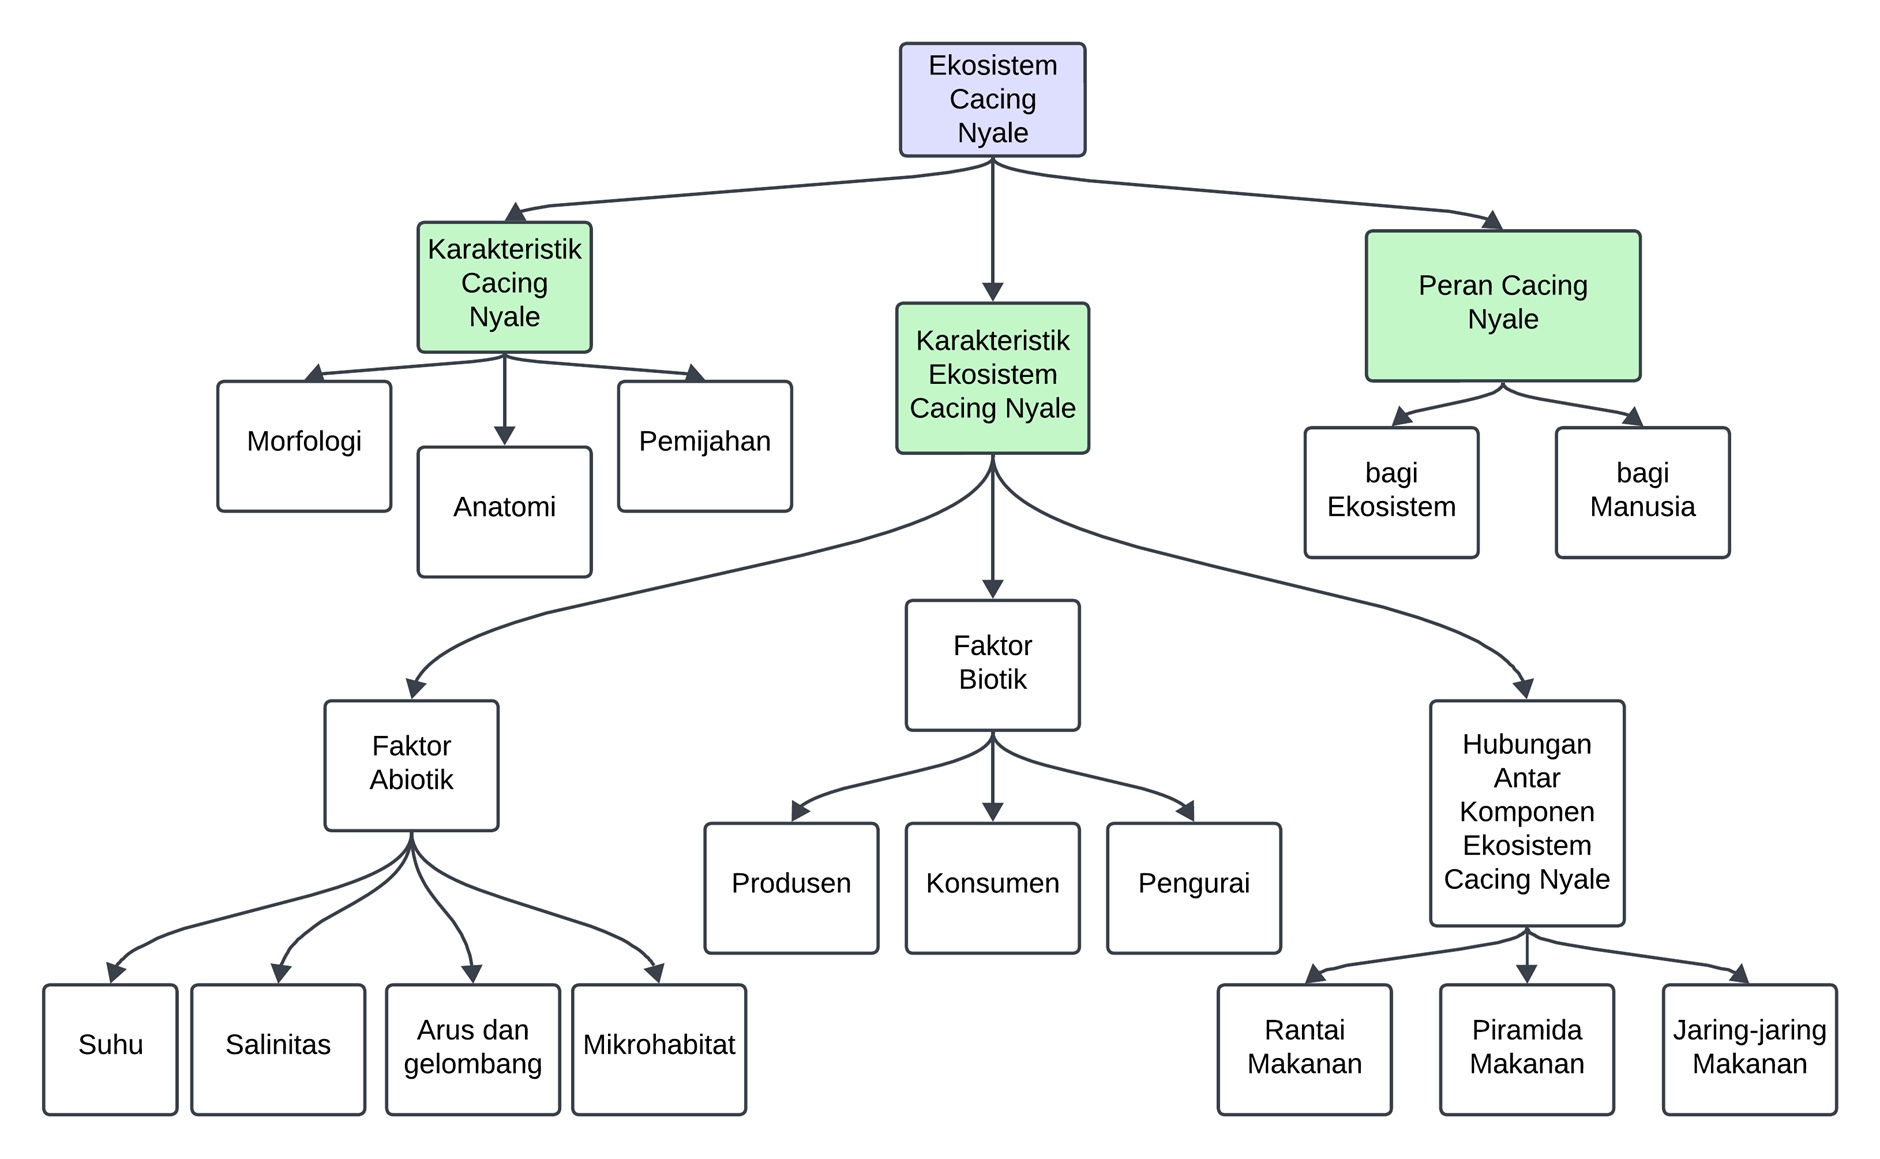 Ekosistem
Cacing
Nyale
Karakteristik
Cacing
Nyale
Karakteristik
Ekosistem
Cacing Nyale
Peran Cacing
Nyale
Morfologi
Anatomi
Pemijahan
bagi
Ekosistem
bagi
Manusia
Faktor
Abiotik
Faktor
Biotik
Hubungan
Antar
Komponen
Ekosistem
Cacing Nyale
Produsen
Konsumen
Pengurai
Suhu
Salinitas
Arus dan
gelombang
Mikrohabitat
Rantai
Makanan
Piramida
Makanan
Jaring-jaring
Makanan